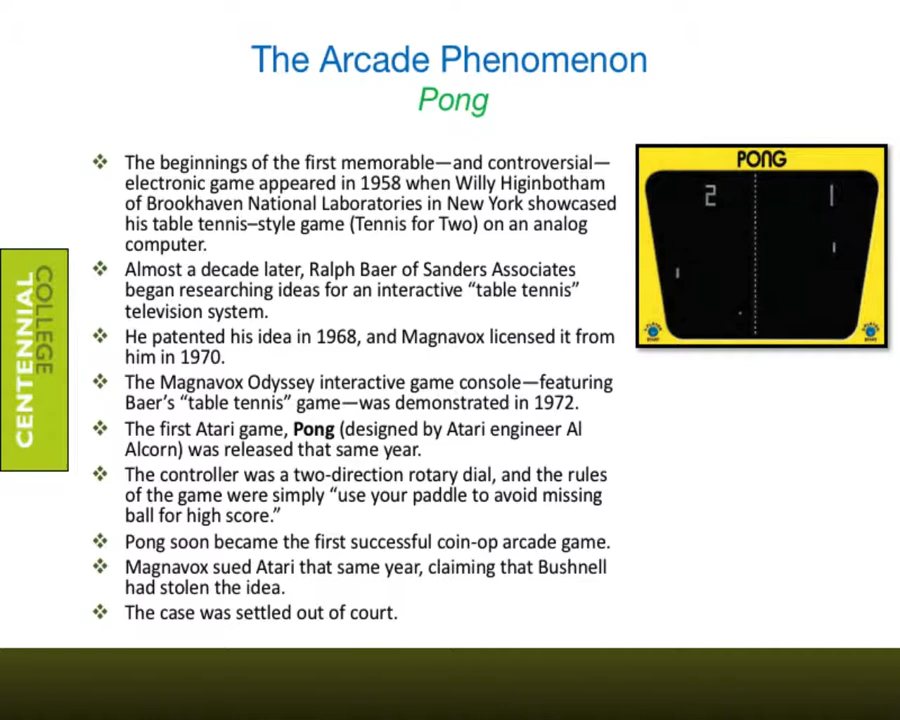 The Arcade Phenomenon
Pong
❖ The beginnings of the first memorable—and controversial—
electronic game appeared in 1958 when Willy Higinbotham
of Brookhaven National Laboratories in New York showcased
his table tennis–style game (Tennis for Two) on an analog
computer.
❖ Almost a decade later, Ralph Baer of Sanders Associates
began researching ideas for an interactive “table tennis”
television system.
❖ He patented his idea in 1968, and Magnavox licensed it from
him in 1970.
❖ The Magnavox Odyssey interactive game console—featuring
Baer’s “table tennis” game—was demonstrated in 1972.
❖ The first Atari game, Pong (designed by Atari engineer Al
Alcorn) was released that same year.
❖ The controller was a two-direction rotary dial, and the rules
of the game were simply “use your paddle to avoid missing
ball for high score.”
❖ Pong soon became the first successful coin-op arcade game.
❖ Magnavox sued Atari that same year, claiming that Bushnell
had stolen the idea.
❖ The case was settled out of court.
PONG
2 1
CENTENNIAL
COLLEGE